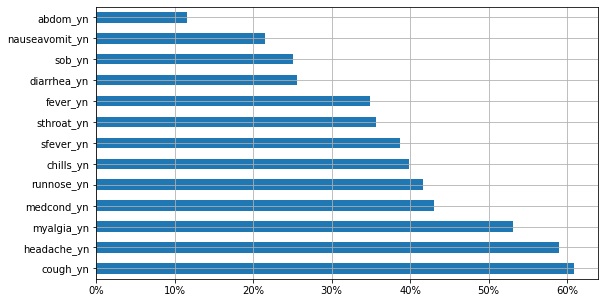 abdom_yn
nauseavomit_yn
sob_yn
diarrhea_yn
fever_yn
sthroat_yn
sfever_yn
chills_yn
runnose_yn
medcond_yn
myalgia_yn
headache_yn
cough_yn
0% 10% 20% 30% 40% 50% 60%